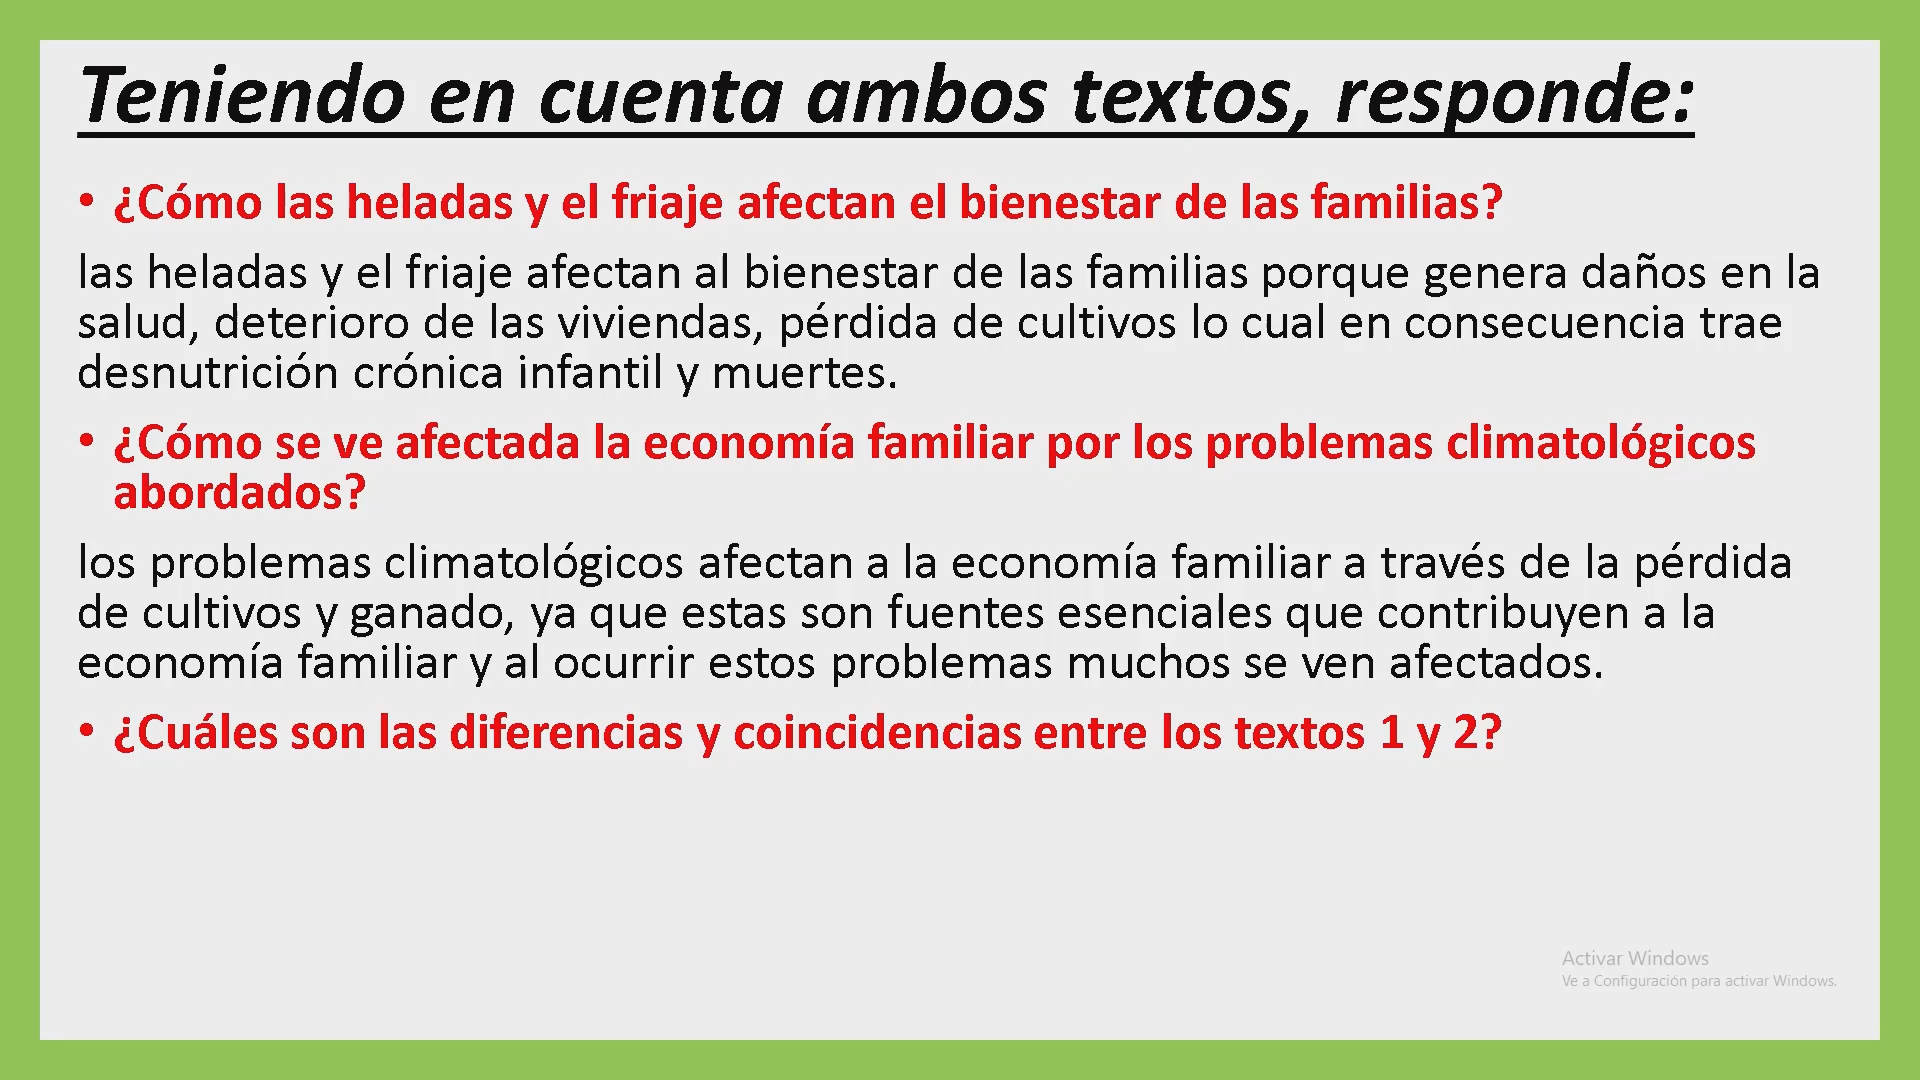 Teniendo en cuenta ambos textos, responde:
• ¿Cómo las heladas y el friaje afectan el bienestar de las familias?
las heladas y el friaje afectan al bienestar de las familias porque genera daños en la
salud, deterioro de las viviendas, pérdida de cultivos lo cual en consecuencia trae
desnutrición crónica infantil y muertes.
• ¿Cómo se ve afectada la economía familiar por los problemas climatológicos
abordados?
los problemas climatológicos afectan a la economía familiar a través de la pérdida
de cultivos y ganado, ya que estas son fuentes esenciales que contribuyen a la
economía familiar y al ocurrir estos problemas muchos se ven afectados.
• ¿Cuáles son las diferencias y coincidencias entre los textos 1 y 2?
Activar Windows
Ve a Configuración para activar Windows.